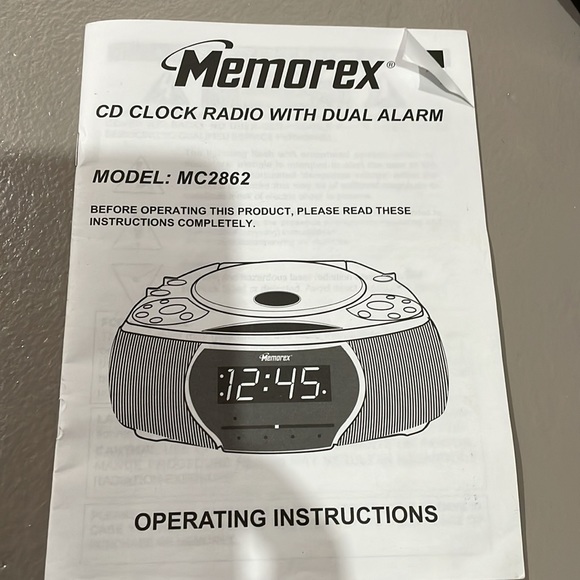 Memorex®
CD CLOCK RADIO WITH DUAL ALARM
MODEL: MC2862
BEFORE OPERATING THIS PRODUCT, PLEASE READ THESE
INSTRUCTIONS COMPLETELY.
Memorex
12:45
OPERATING INSTRUCTIONS